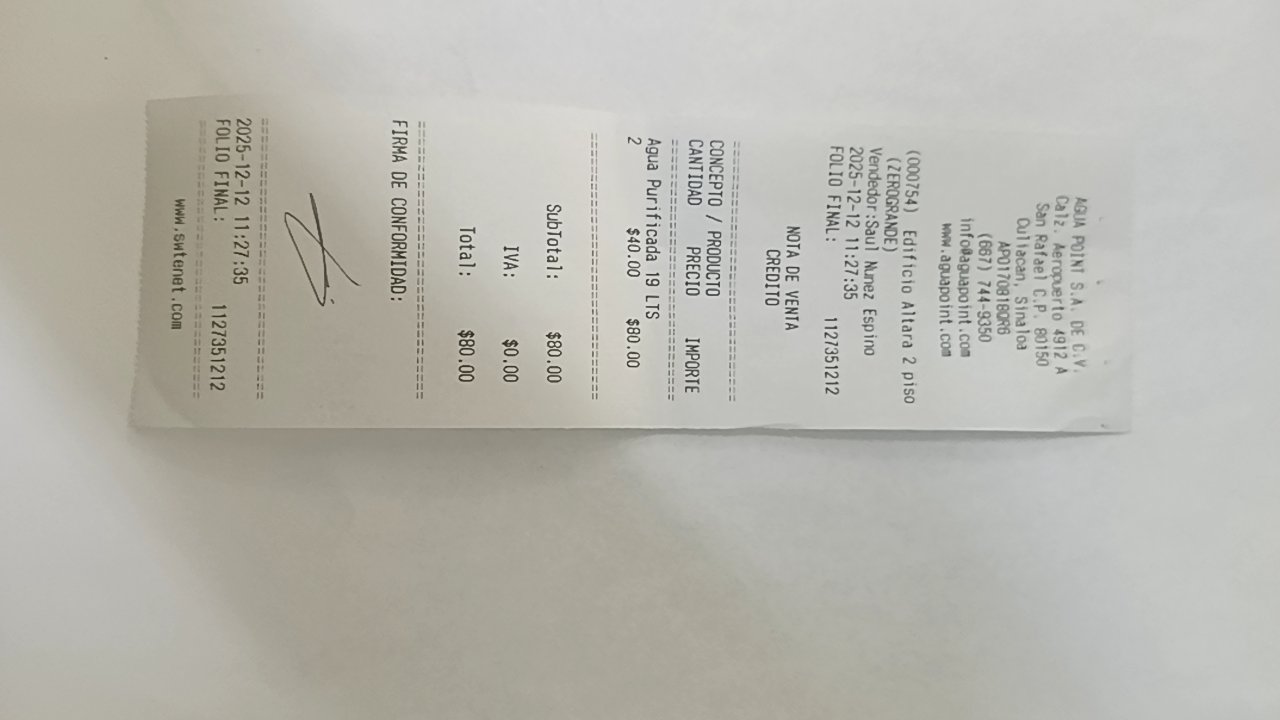 AGUA POINT S.A. DE C.V.
Calz. Aeropuerto 4912 A
San Rafael C.P. 80150
Culiacan, Sinaloa
APO170818QR6
(667) 744-9350
info@aguapoint.com
www.aguapoint.com
(000754) Edificio Altara 2 piso
(ZEROGRANDE)
Vendedor:Saul Nunez Espino
2025-12-12 11:27:35
FOLIO FINAL: 1127351212
NOTA DE VENTA
CREDITO
CONCEPTO / PRODUCTO
CANTIDAD PRECIO IMPORTE
Agua Purificada 19 LTS
2 $40.00 $80.00
SubTotal: $80.00
IVA: $0.00
Total: $80.00
FIRMA DE CONFORMIDAD:
2025-12-12 11:27:35
FOLIO FINAL: 1127351212
www.swtenet.com